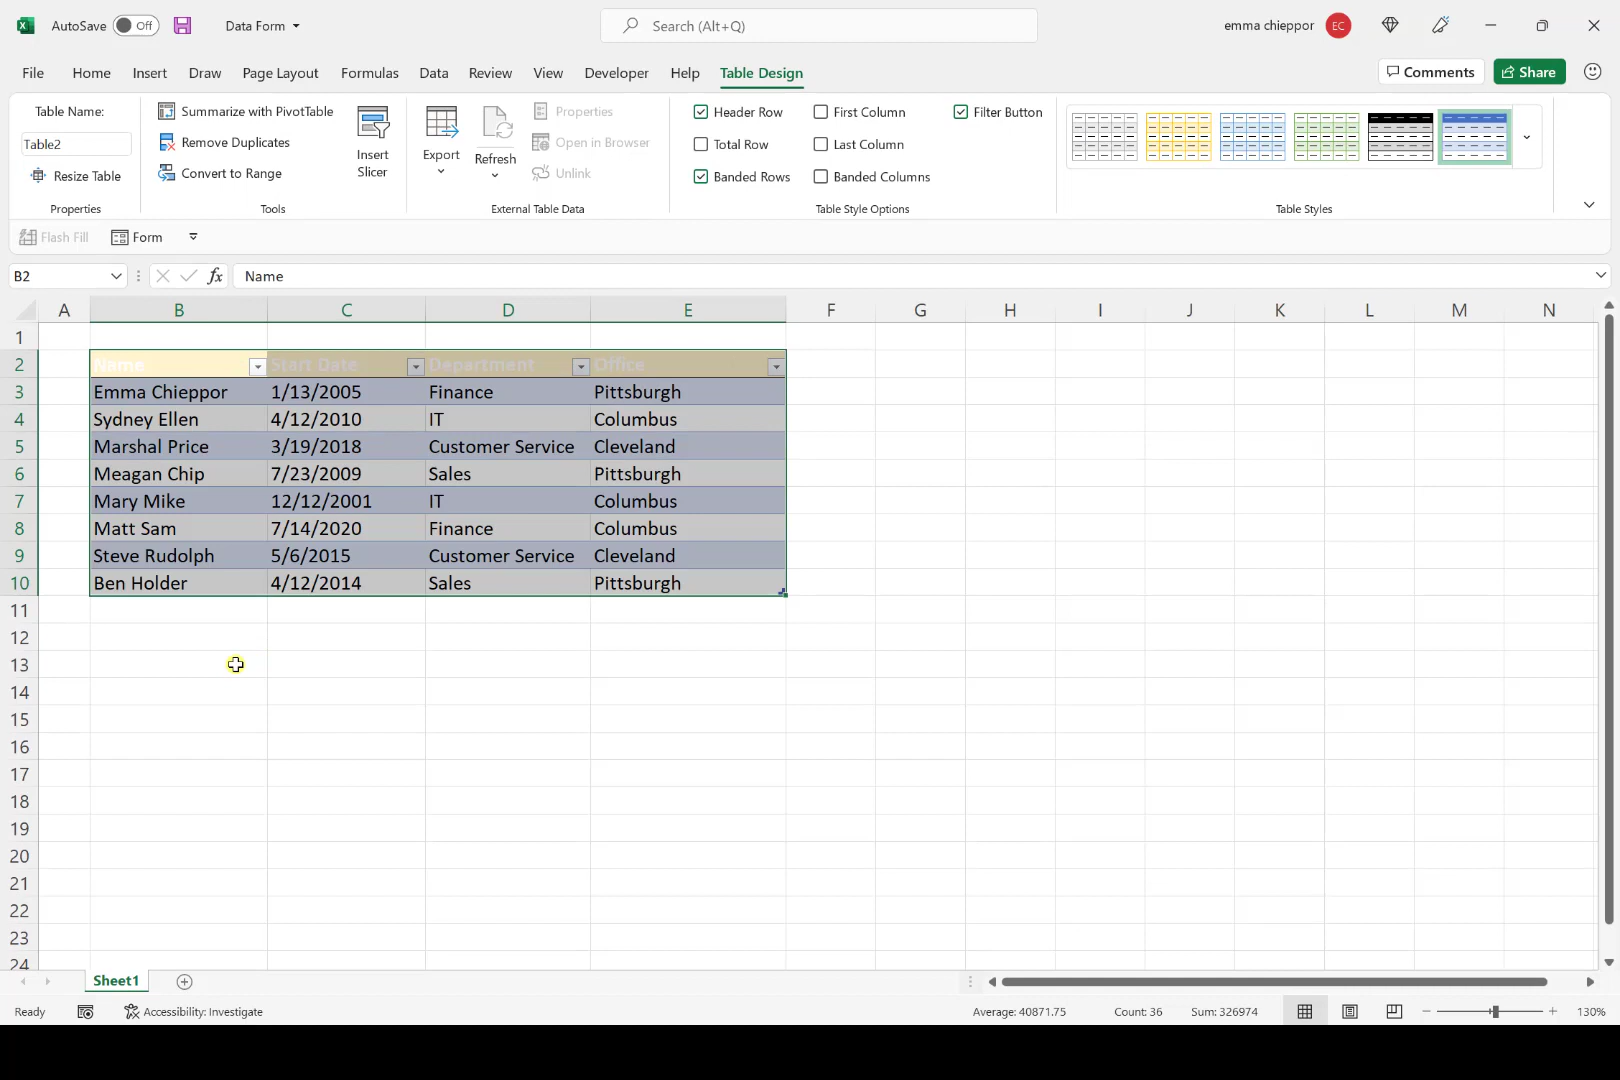 AutoSave Off Data Form Search (Alt+Q) emma chieppor EC
File Home Insert Draw Page Layout Formulas Data Review View Developer Help Table Design Comments Share
Table Name: Summarize with PivotTable Properties Header Row First Column Filter Button
Table2 Remove Duplicates Insert Slicer Export Refresh Open in Browser Total Row Last Column
Resize Table Convert to Range Unlink Banded Rows Banded Columns
Properties Tools External Table Data Table Style Options Table Styles
Flash Fill Form
B2 fx Name
A B C D E F G H I J K L M N
1
2 Name Start Date Department Office
3 Emma Chieppor 1/13/2005 Finance Pittsburgh
4 Sydney Ellen 4/12/2010 IT Columbus
5 Marshal Price 3/19/2018 Customer Service Cleveland
6 Meagan Chip 7/23/2009 Sales Pittsburgh
7 Mary Mike 12/12/2001 IT Columbus
8 Matt Sam 7/14/2020 Finance Columbus
9 Steve Rudolph 5/6/2015 Customer Service Cleveland
10 Ben Holder 4/12/2014 Sales Pittsburgh
11
12
13
14
15
16
17
18
19
20
21
22
23
24
Sheet1
Ready Accessibility: Investigate Average: 40871.75 Count: 36 Sum: 326974 130%